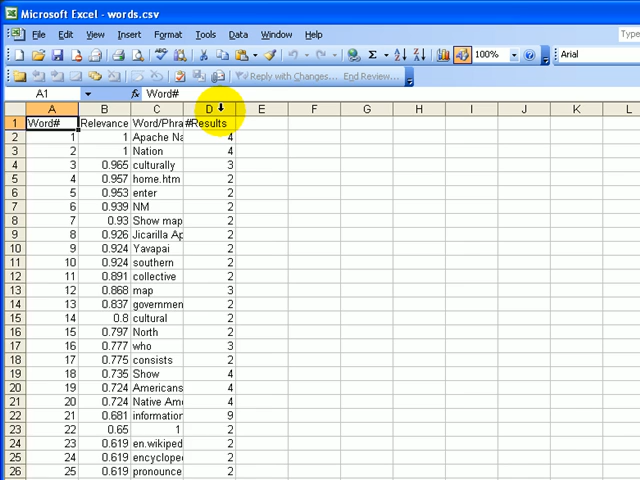 Microsoft Excel - words.csv
File Edit View Insert Format Tools Data Window Help Type
100% Arial
Reply with Changes... End Review...
A1 fx Word#
A B C D E F G H I J K L
1 Word# Relevance Word/Phra #Results
2 1 1 Apache Na 4
3 2 1 Nation 4
4 3 0.965 culturally 3
5 4 0.957 home.htm 2
6 5 0.953 enter 2
7 6 0.939 NM 2
8 7 0.93 Show map 2
9 8 0.926 Jicarilla Ap 2
10 9 0.924 Yavapai 2
11 10 0.924 southern 2
12 11 0.891 collective 2
13 12 0.868 map 3
14 13 0.837 governmen 2
15 14 0.8 cultural 2
16 15 0.797 North 2
17 16 0.777 who 3
18 17 0.775 consists 2
19 18 0.735 Show 4
20 19 0.724 Americans 4
21 20 0.724 Native Ame 4
22 21 0.681 information 9
23 22 0.65 1 2
24 23 0.619 en.wikiped 2
25 24 0.619 encyclope 2
26 25 0.619 pronounce 2